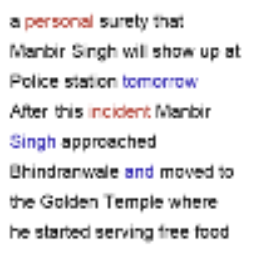 a personal surety that
Manbir Singh will show up at
Police station tomorrow
After this incident Manbir
Singh approached
Bhindranwale and moved to
the Golden Temple where
he started serving free food